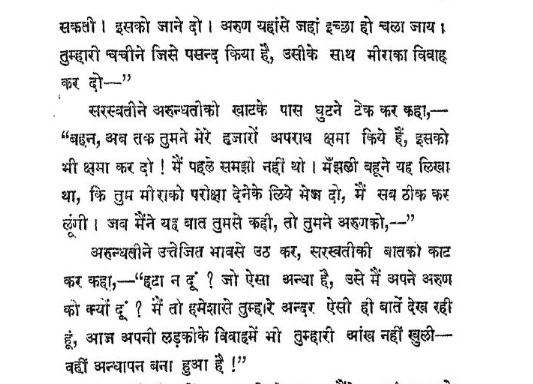 सकती। इसको जाने दो। अरुण यहांसे जहां इच्छा हो चला जाय।
तुम्हारी चचीने जिसे पसन्द किया है, उसीके साथ मीराका विवाह
कर दो—”
सरस्वतीने अरुन्धतीको खाटके पास घुटने टेक कर कहा,—
“बहन, अब तक तुमने मेरे हजारों अपराध क्षमा किये हैं, इसको
भी क्षमा कर दो! मैं पहले समझी नहीं थी। मँझली बहूने यह लिखा
था, कि तुम मीराको परोक्षा देनेके लिये भेज दो, मैं सब ठीक कर
लूंगी। जब मैंने यह बात तुमसे कही, तो तुमने अरुणको,--”
अरुन्धतीने उत्तेजित भावसे उठ कर, सरस्वतीकी बातको काट
कर कहा,—“हटा न दूं? जो ऐसा अन्धा है, उसे मैं अपने अरुण
को क्यों दूं? मैं तो हमेशासे तुम्हारे अन्दर ऐसी ही बातें देख रही
हूं, आज अपनी लड़कीके विवाहमें भी तुम्हारी आंख नहीं खुली—
वही अन्धापन बना हुआ है!”